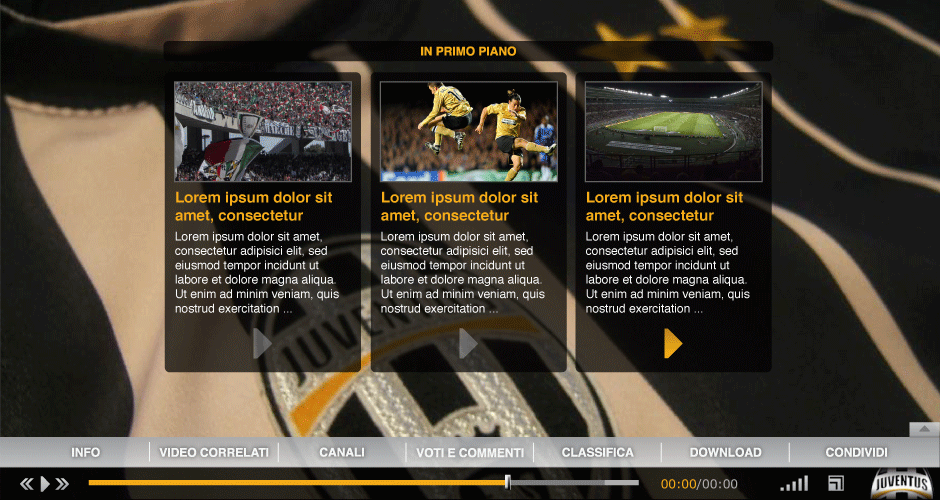 IN PRIMO PIANO
Lorem ipsum dolor sit
amet, consectetur
Lorem ipsum dolor sit amet,
consectetur adipisici elit, sed
eiusmod tempor incidunt ut
labore et dolore magna aliqua.
Ut enim ad minim veniam, quis
nostrud exercitation ...
Lorem ipsum dolor sit
amet, consectetur
Lorem ipsum dolor sit amet,
consectetur adipisici elit, sed
eiusmod tempor incidunt ut
labore et dolore magna aliqua.
Ut enim ad minim veniam, quis
nostrud exercitation ...
Lorem ipsum dolor sit
amet, consectetur
Lorem ipsum dolor sit amet,
consectetur adipisici elit, sed
eiusmod tempor incidunt ut
labore et dolore magna aliqua.
Ut enim ad minim veniam, quis
nostrud exercitation ...
JUVENTUS
INFO VIDEO CORRELATI CANALI VOTI E COMMENTI CLASSIFICA DOWNLOAD CONDIVIDI
00:00/00:00
JUVENTUS